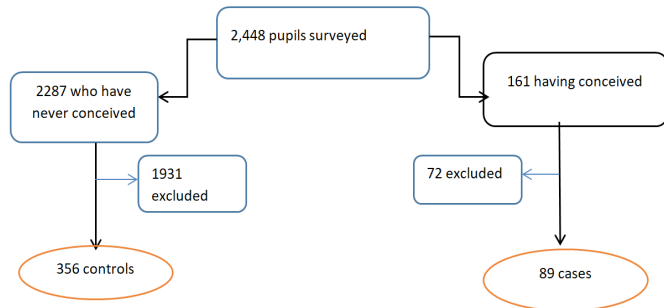 2,448 pupils surveyed
2287 who have
never conceived
161 having conceived
1931
excluded
72 excluded
356 controls
89 cases